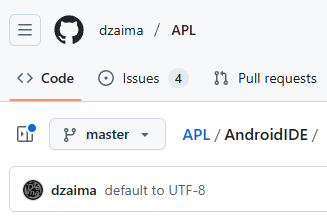 dzaima / APL
Code Issues 4 Pull requests
master APL / AndroidIDE /
dzaima default to UTF-8